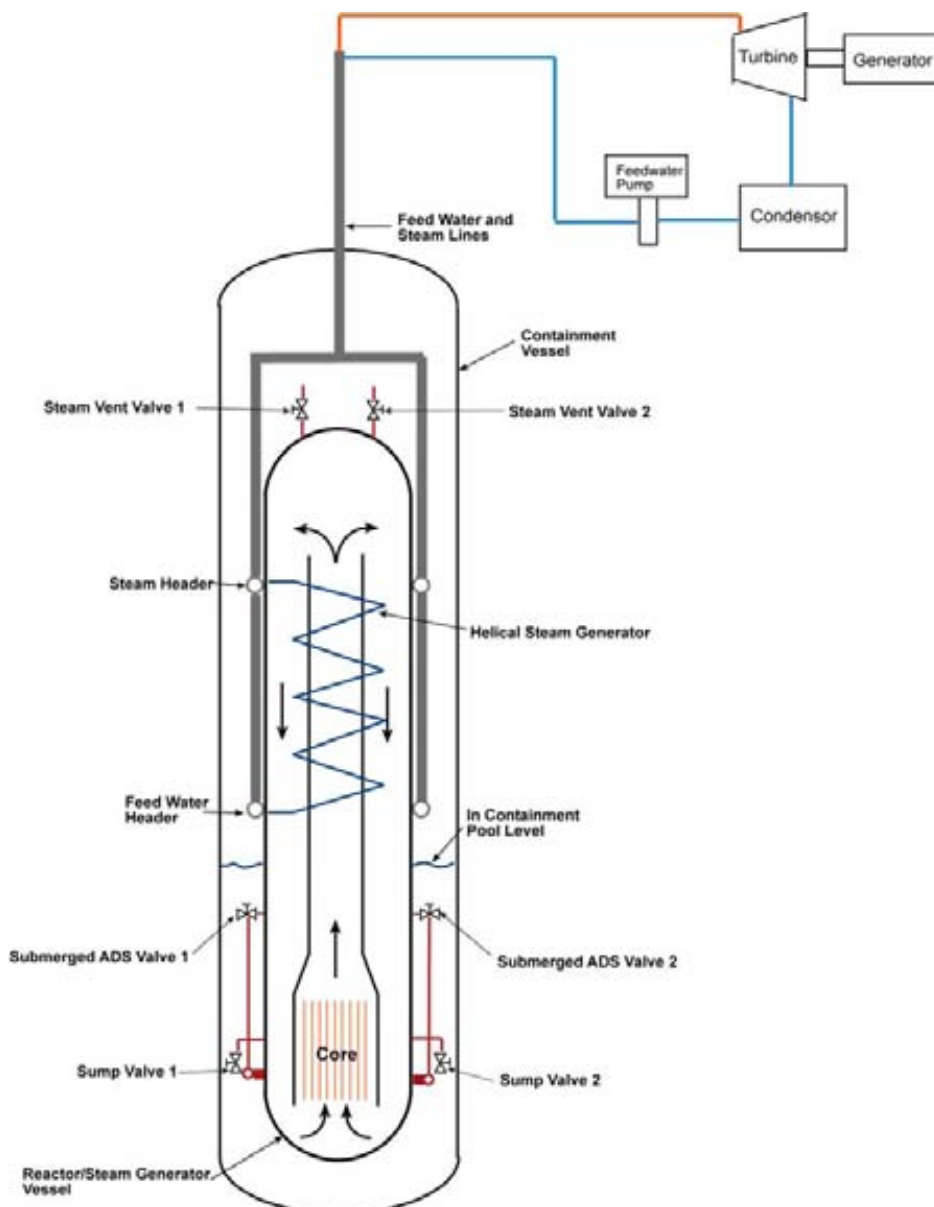 Turbine
Generator
Feedwater
Pump
Condensor
Feed Water and
Steam Lines
Containment
Vessel
Steam Vent Valve 1
Steam Vent Valve 2
Steam Header
Helical Steam Generator
Feed Water
Header
In Containment
Pool Level
Submerged ADS Valve 1
Submerged ADS Valve 2
Core
Sump Valve 1
Sump Valve 2
Reactor/Steam Generator
Vessel